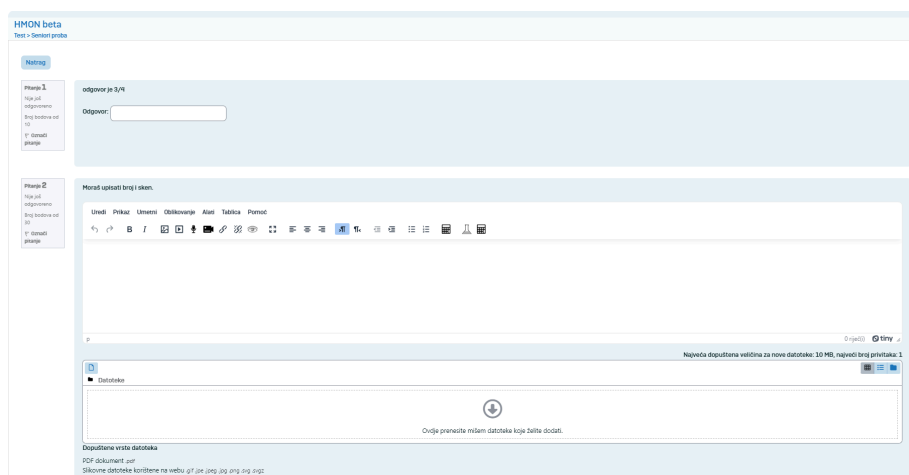 HMON beta
Test > Seniori proba
Natrag
Pitanje 1
Nije još
odgovoreno
Broj bodova od
10
Označi
pitanje
odgovor je 3/4
Odgovor:
Pitanje 2
Nije još
odgovoreno
Broj bodova od
30
Označi
pitanje
Moraš upisati broj i sken.
Uredi Prikaz Umetni Oblikovanje Alati Tablica Pomoć
B I
p
0 riječ(i) tiny
Najveća dopuštena veličina za nove datoteke: 10 MB, najveći broj privitaka: 1
Datoteke
Ovdje prenesite mišem datoteke koje želite dodati.
Dopuštene vrste datoteka
PDF dokument .pdf
Slikovne datoteke korištene na webu .gif .jpe .jpeg .jpg .png .svg .svgz